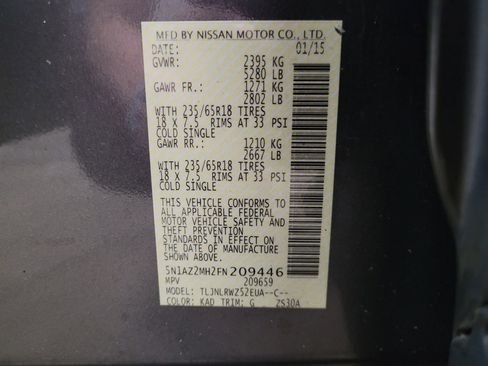 MFD BY NISSAN MOTOR CO., LTD.
DATE: 01/15
GVWR: 2395 KG
5280 LB
GAWR FR.: 1271 KG
2802 LB
WITH 235/65R18 TIRES
18 X 7.5 RIMS AT 33 PSI
COLD SINGLE
GAWR RR.: 1210 KG
2667 LB
WITH 235/65R18 TIRES
18 X 7.5 RIMS AT 33 PSI
COLD SINGLE
THIS VEHICLE CONFORMS TO
ALL APPLICABLE FEDERAL
MOTOR VEHICLE SAFETY AND
THEFT PREVENTION
STANDARDS IN EFFECT ON
THE DATE OF MANUFACTURE
SHOWN ABOVE.
5N1AZ2MH2FN209446
MPV 209659
MODEL: TLJNLRWZ52EUA--C--
COLOR: KAD TRIM: G ZS30A